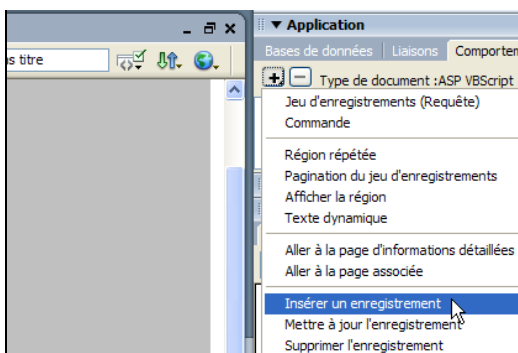 s titre
Application
Bases de données Liaisons Comportem
Type de document :ASP VBScript
Jeu d'enregistrements (Requête)
Commande
Région répétée
Pagination du jeu d'enregistrements
Afficher la région
Texte dynamique
Aller à la page d'informations détaillées
Aller à la page associée
Insérer un enregistrement
Mettre à jour l'enregistrement
Supprimer l'enregistrement